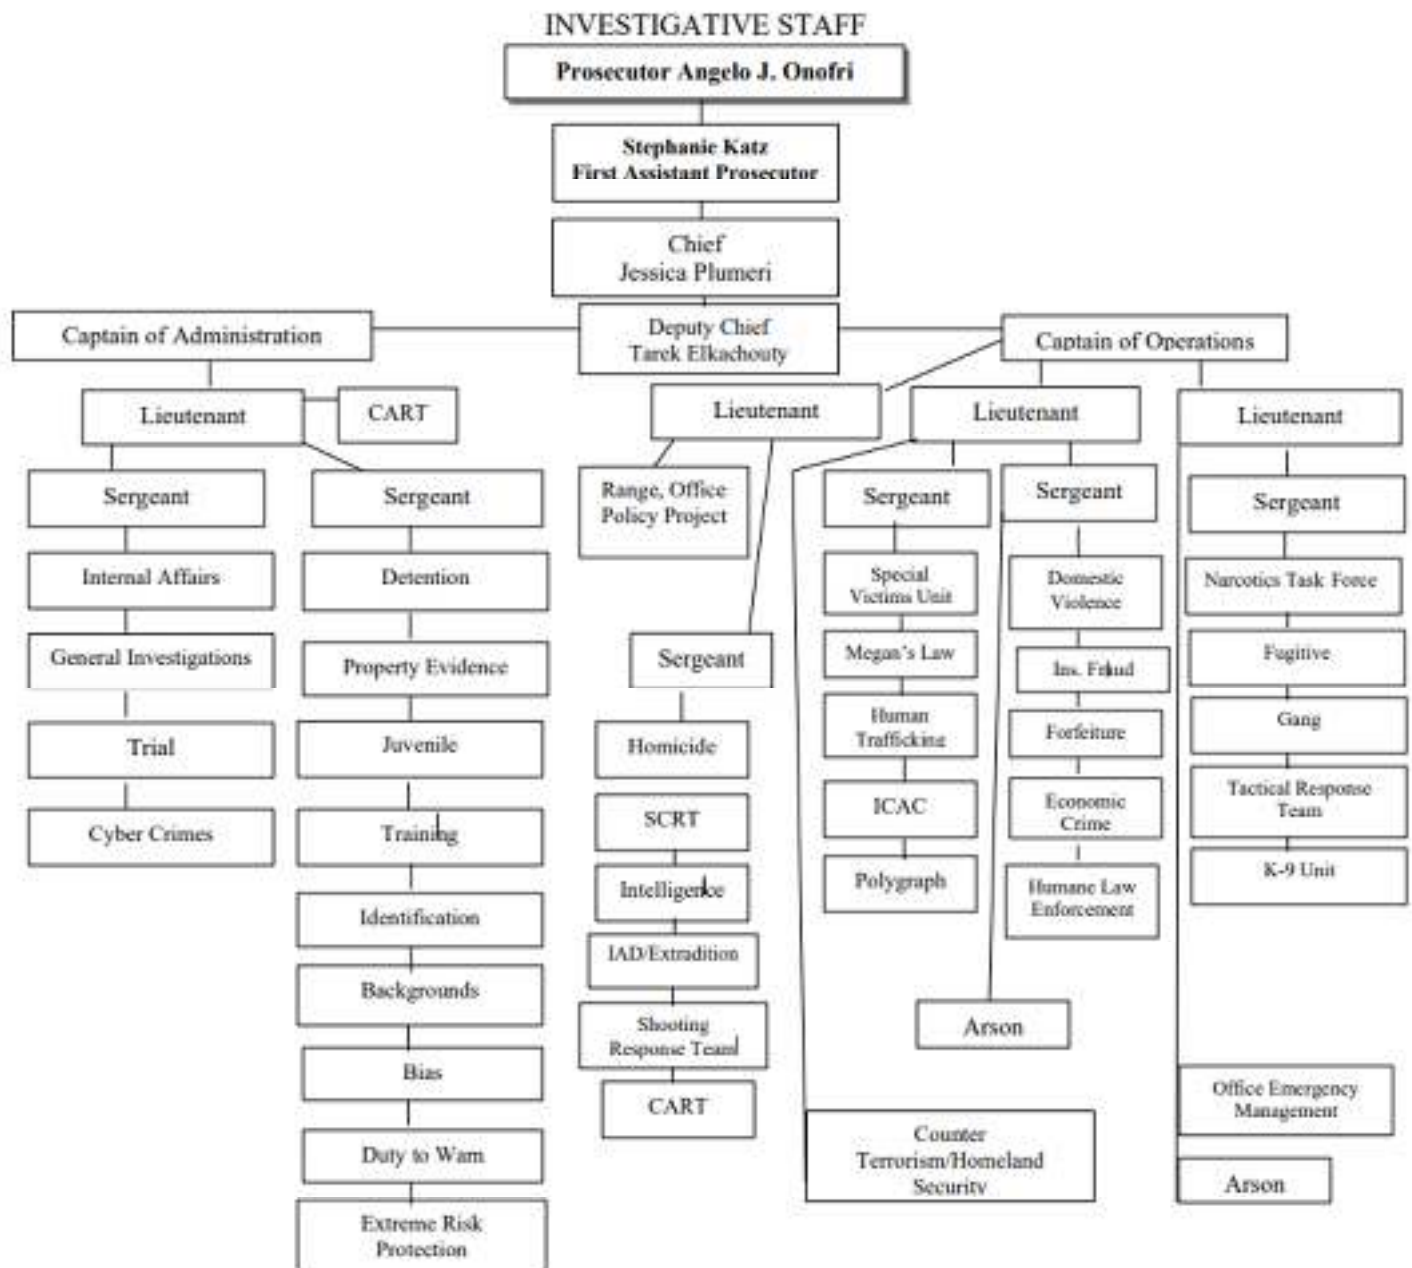 INVESTIGATIVE STAFF
Prosecutor Angelo J. Onofri
Stephanie Katz
First Assistant Prosecutor
Chief
Jessica Plumeri
Deputy Chief
Tarek Elkachouty
Captain of Administration
Captain of Operations
Lieutenant
CART
Lieutenant
Lieutenant
Lieutenant
Sergeant
Internal Affairs
General Investigations
Trial
Cyber Crimes
Sergeant
Detention
Property Evidence
Juvenile
Training
Identification
Backgrounds
Bias
Duty to Warn
Extreme Risk
Protection
Range, Office
Policy Project
Sergeant
Homicide
SCRT
Intelligence
IAD/Extradition
Shooting
Response Team
CART
Sergeant
Special
Victims Unit
Megan's Law
Human
Trafficking
ICAC
Polygraph
Sergeant
Domestic
Violence
Ins. Fraud
Forfeiture
Economic
Crime
Humane Law
Enforcement
Arson
Counter
Terrorism/Homeland
Security
Sergeant
Narcotics Task Force
Fugitive
Gang
Tactical Response
Team
K-9 Unit
Office Emergency
Management
Arson